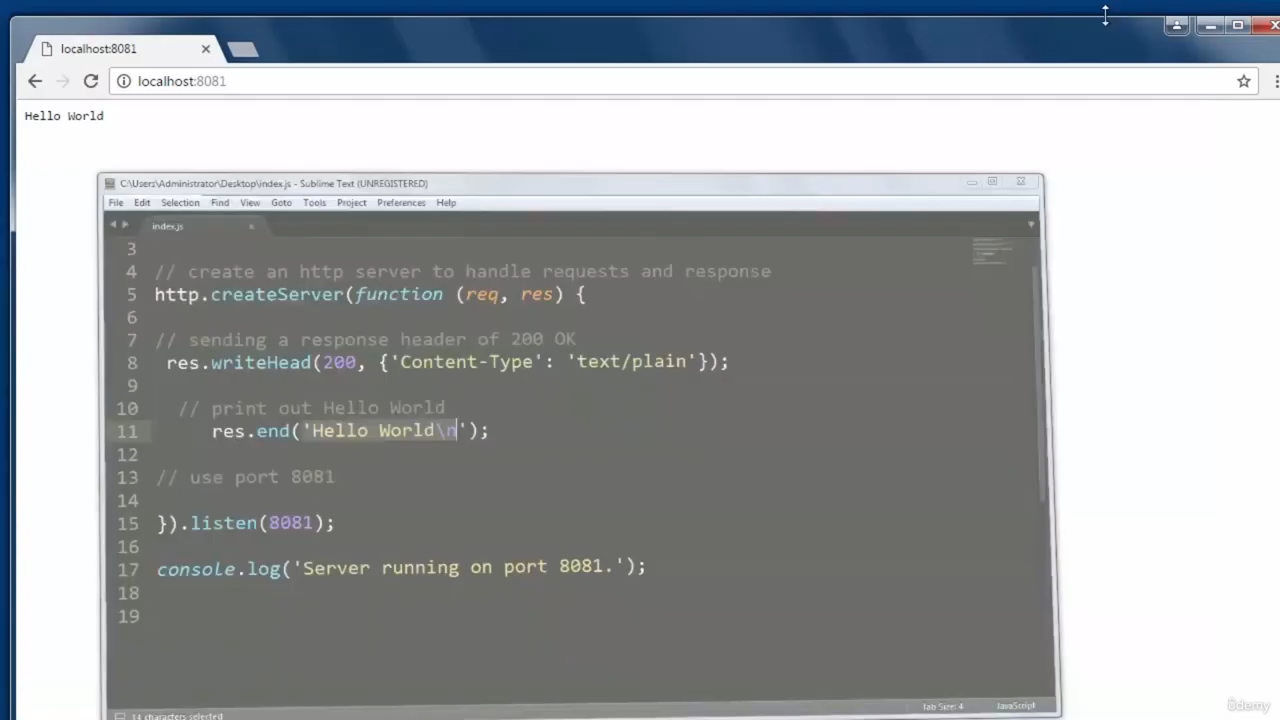 localhost:8081
localhost:8081
Hello World
C:\Users\Administrator\Desktop\index.js - Sublime Text (UNREGISTERED)
File Edit Selection Find View Goto Tools Project Preferences Help
index.js
3
4 // create an http server to handle requests and response
5 http.createServer(function (req, res) {
6
7 // sending a response header of 200 OK
8 res.writeHead(200, {'Content-Type': 'text/plain'});
9
10 // print out Hello World
11 res.end('Hello World\n');
12
13 // use port 8081
14
15 }).listen(8081);
16
17 console.log('Server running on port 8081.');
18
19
14 characters selected Tab Size: 4 JavaScript
ûdemy